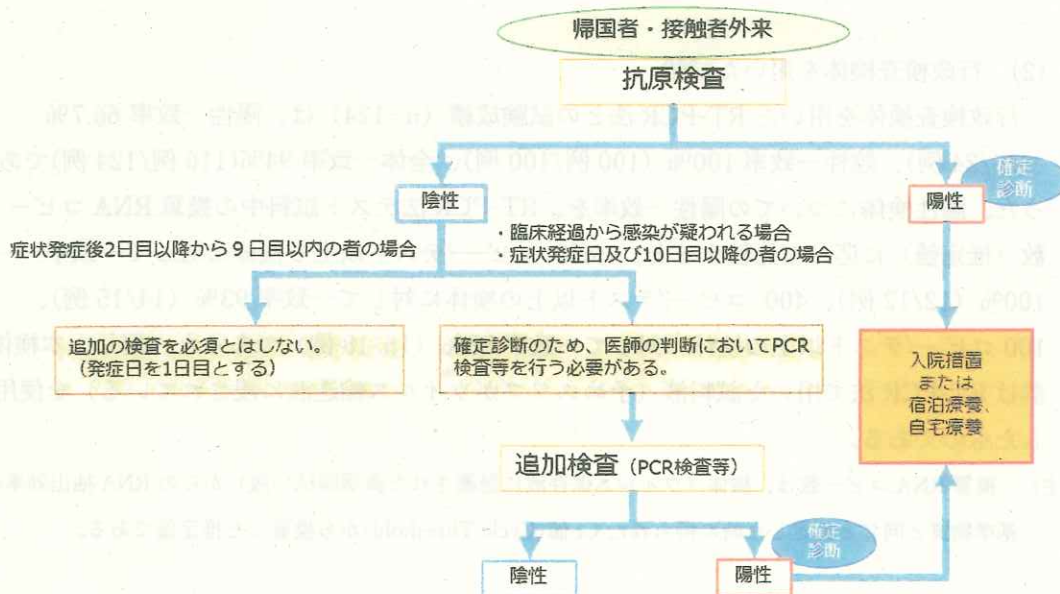 帰国者・接触者外来
抗原検査
陰性
陽性
確定
診断
症状発症後2日目以降から９日目以内の者の場合
・臨床経過から感染が疑われる場合
・症状発症日及び10日目以降の者の場合
追加の検査を必須とはしない。
（発症日を1日目とする）
確定診断のため、医師の判断においてPCR
検査等を行う必要がある。
入院措置
または
宿泊療養、
自宅療養
追加検査（PCR検査等）
陰性
陽性
確定
診断